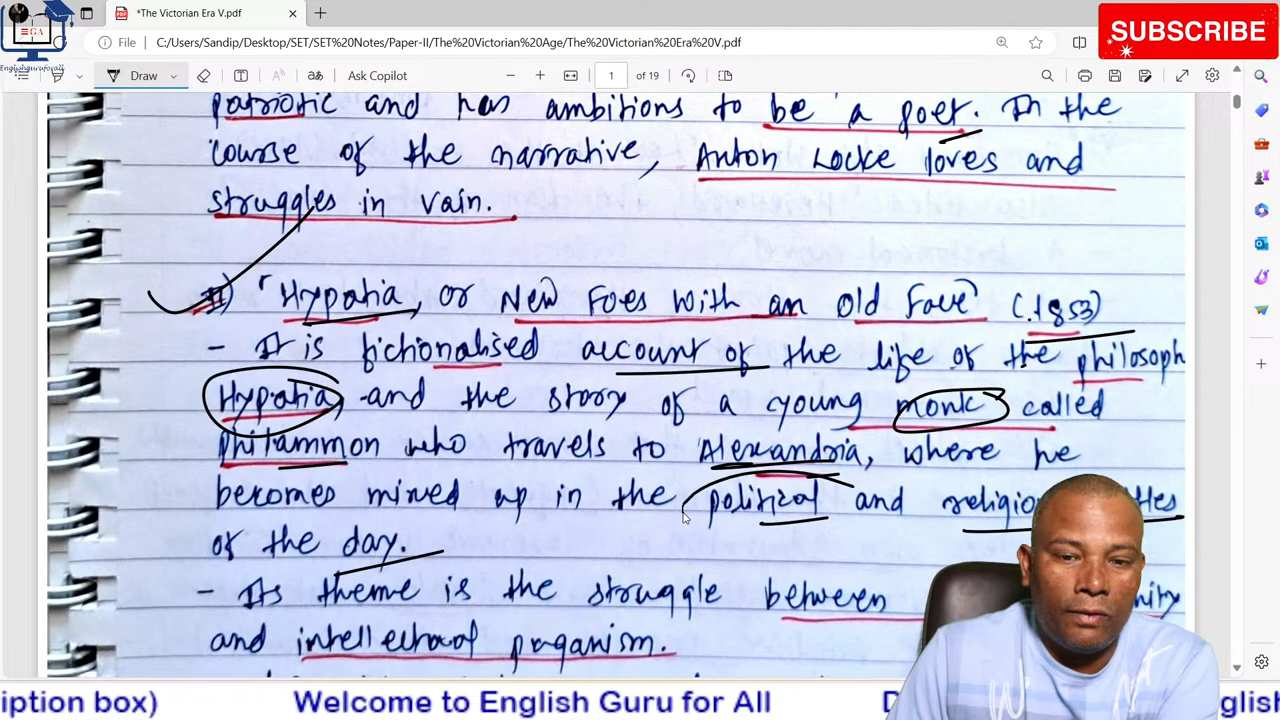 *The Victorian Era V.pdf
File
C:/Users/Sandip/Desktop/SET/SET%20Notes/Paper-II/The%20Victorian%20Age/The%20Victorian%20Era%20V.pdf
SUBSCRIBE
EGA
Englishguruforall
Draw
Ask Copilot
1 of 19
patriotic and has ambitions to be a poet. In the
course of the narrative, Anton Locke loves and
struggles in vain.
II) "Hypatia, or New Foes with an Old Face" (1853)
- It is fictionalised account of the life of the philosoph
Hypatia, and the story of a young monk called
philammon who travels to Alexandria, where he
becomes mixed up in the political and religio
of the day.
- Its theme is the struggle between
and intellectual paganism.
iption box)
Welcome to English Guru for All